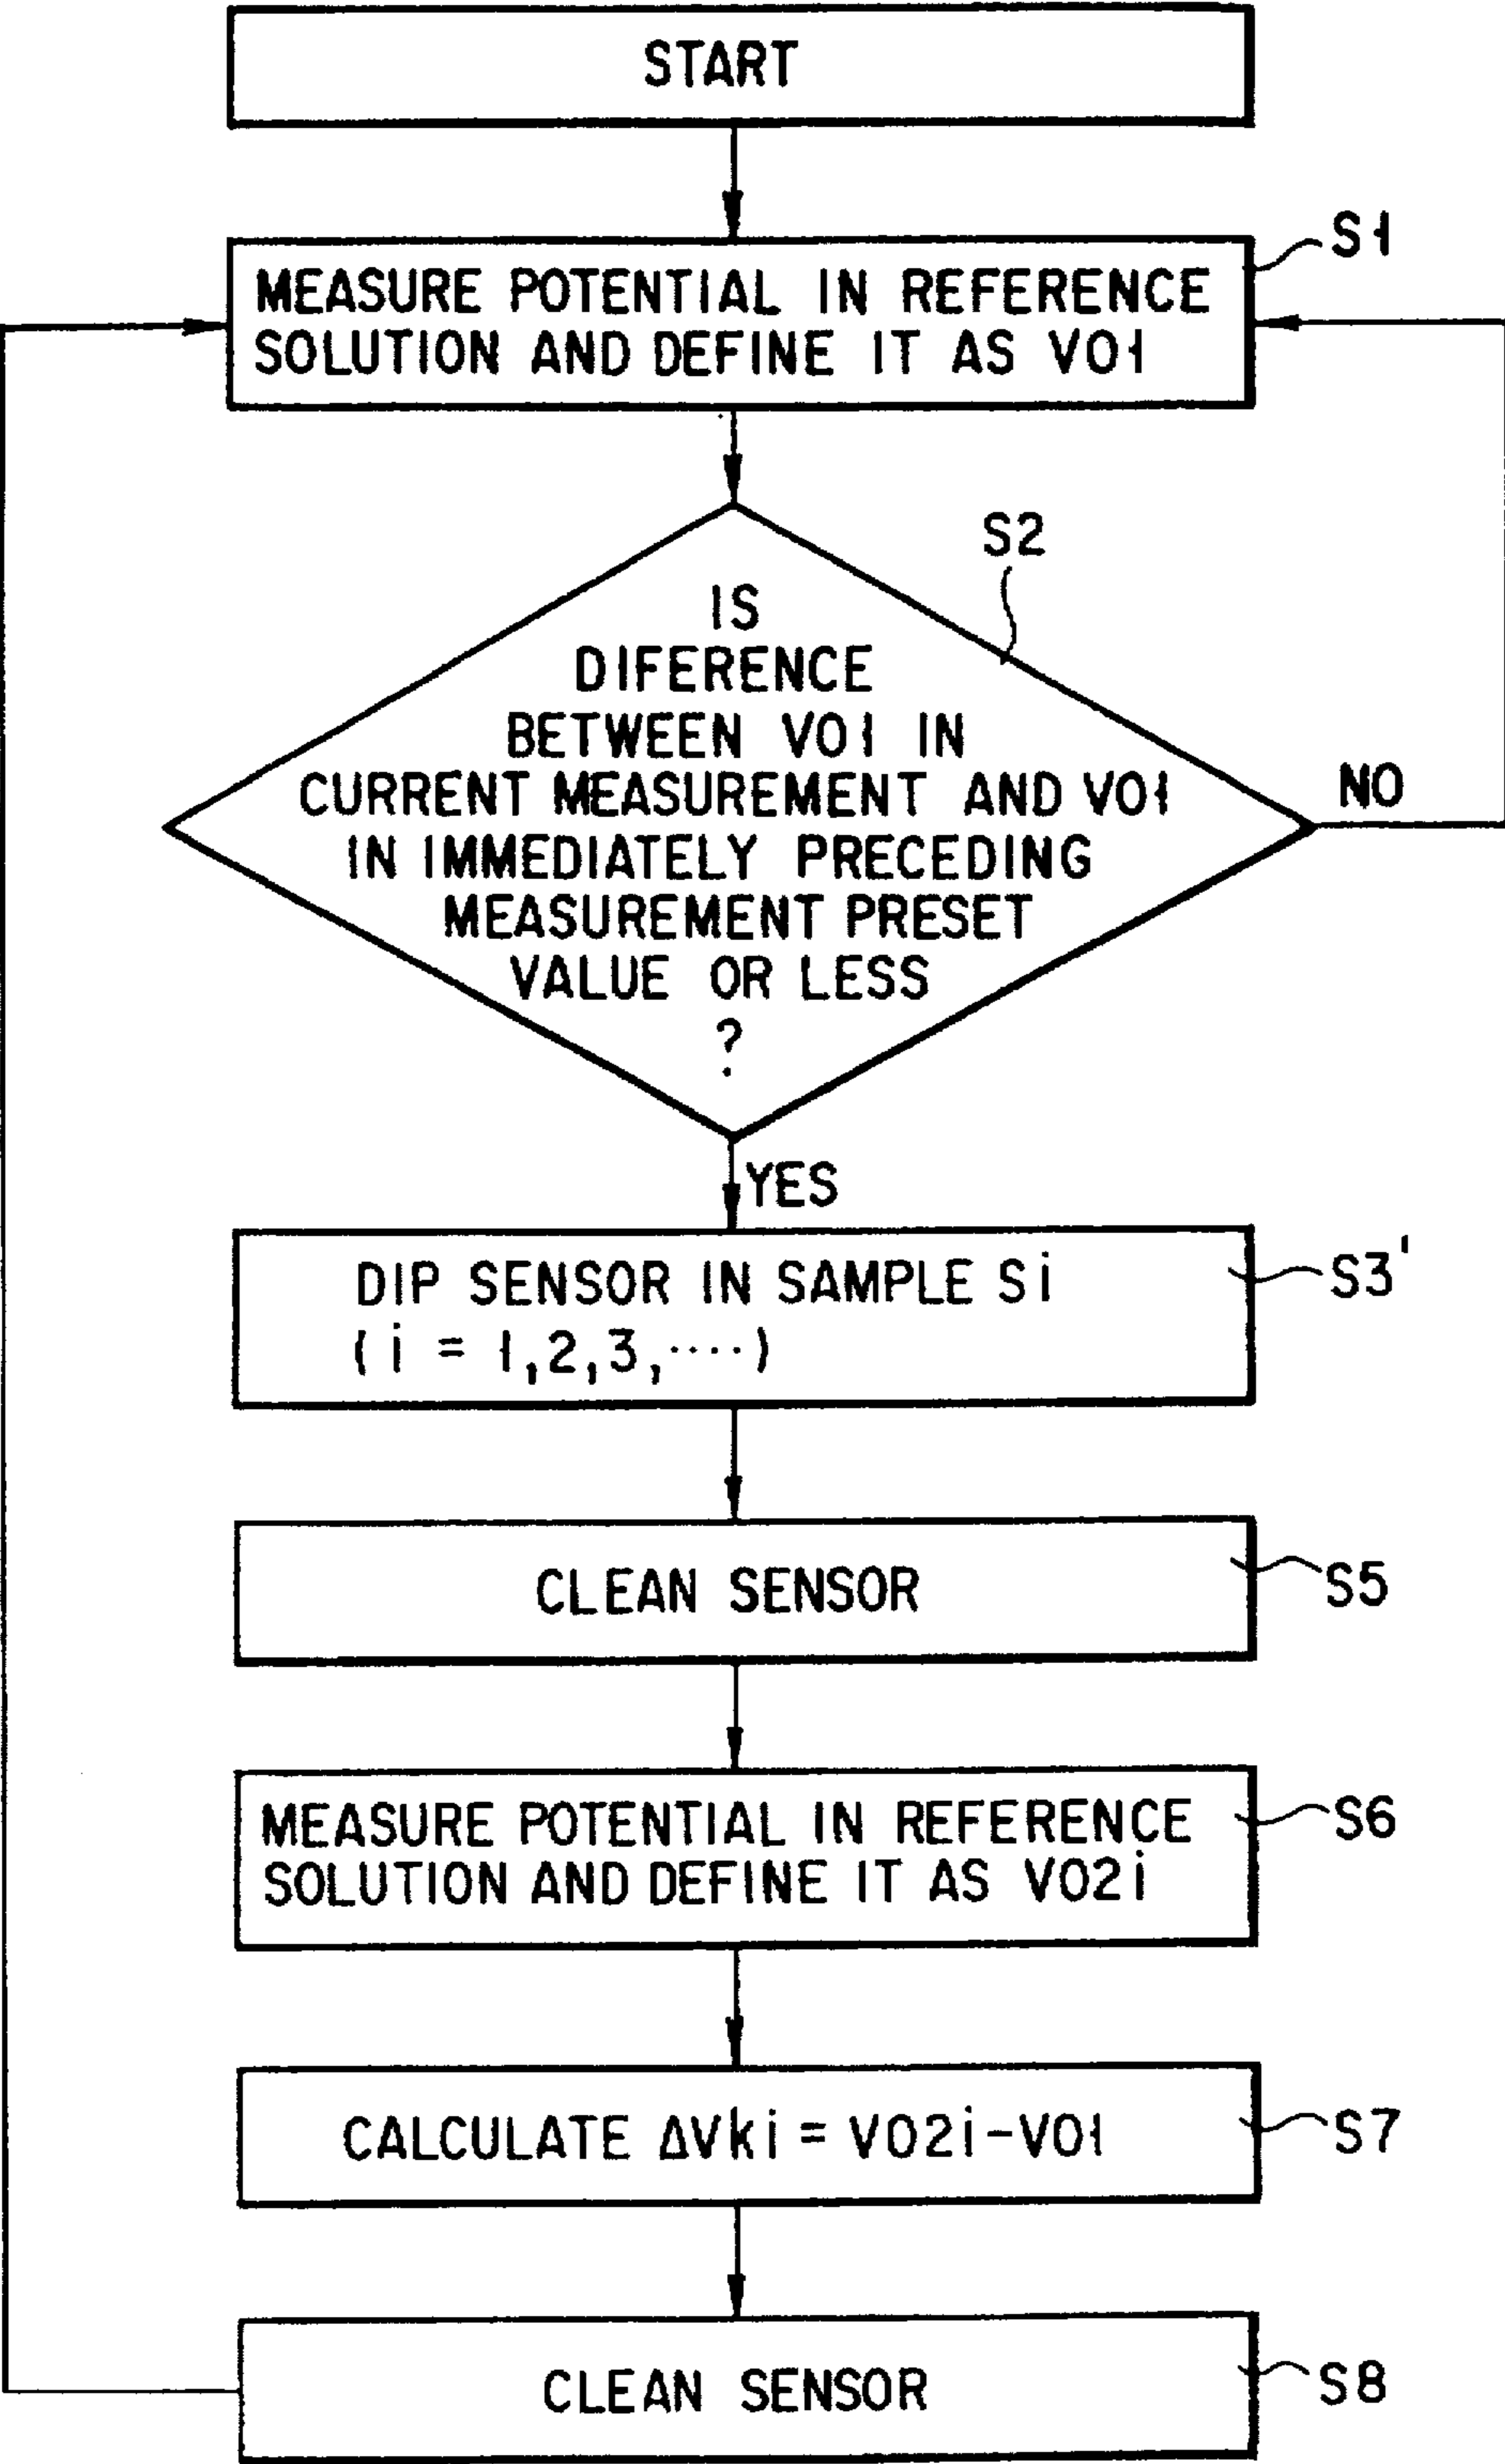 START
S1
MEASURE POTENTIAL IN REFERENCE
SOLUTION AND DEFINE IT AS V01
S2
IS
DIFERENCE
BETWEEN V01 IN
CURRENT MEASUREMENT AND V01
IN IMMEDIATELY PRECEDING
MEASUREMENT PRESET
VALUE OR LESS
?
NO
YES
DIP SENSOR IN SAMPLE Si
(i = 1,2,3,····)
S3'
CLEAN SENSOR
S5
MEASURE POTENTIAL IN REFERENCE
SOLUTION AND DEFINE IT AS V02i
S6
CALCULATE ΔVki = V02i-V01
S7
CLEAN SENSOR
S8